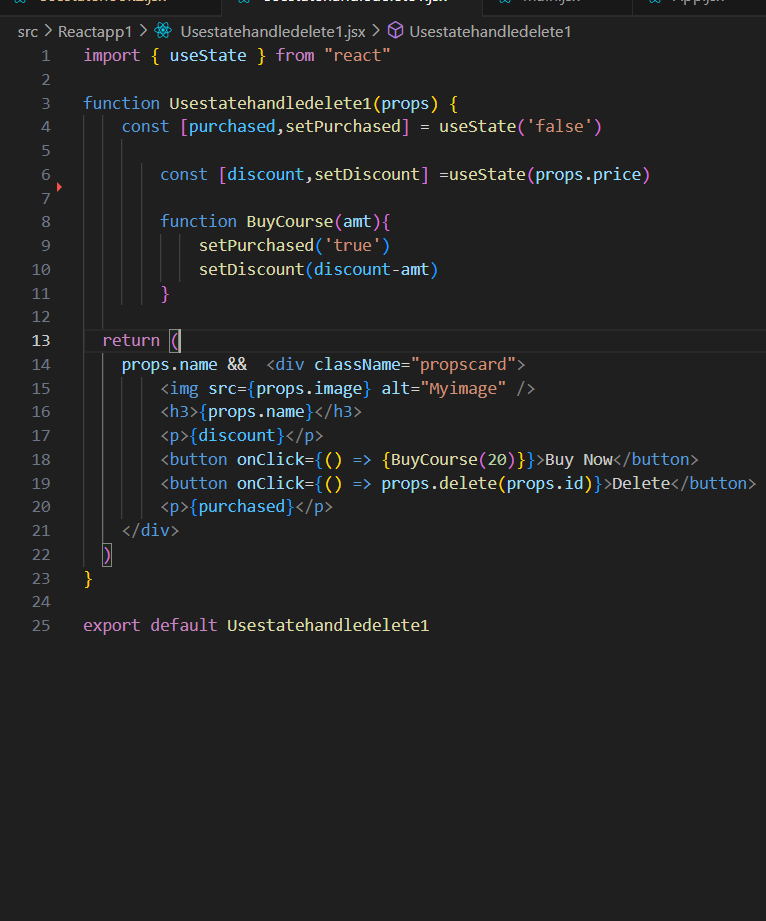 src > Reactapp1 > Usestatehandledelete1.jsx > Usestatehandledelete1
1 import { useState } from "react"
2
3 function Usestatehandledelete1(props) {
4 const [purchased,setPurchased] = useState('false')
5
6 const [discount,setDiscount] =useState(props.price)
7
8 function BuyCourse(amt){
9 setPurchased('true')
10 setDiscount(discount-amt)
11 }
12
13 return (
14 props.name && <div className="propscard">
15 <img src={props.image} alt="Myimage" />
16 <h3>{props.name}</h3>
17 <p>{discount}</p>
18 <button onClick={() => {BuyCourse(20)}}>Buy Now</button>
19 <button onClick={() => props.delete(props.id)}>Delete</button>
20 <p>{purchased}</p>
21 </div>
22 )
23 }
24
25 export default Usestatehandledelete1